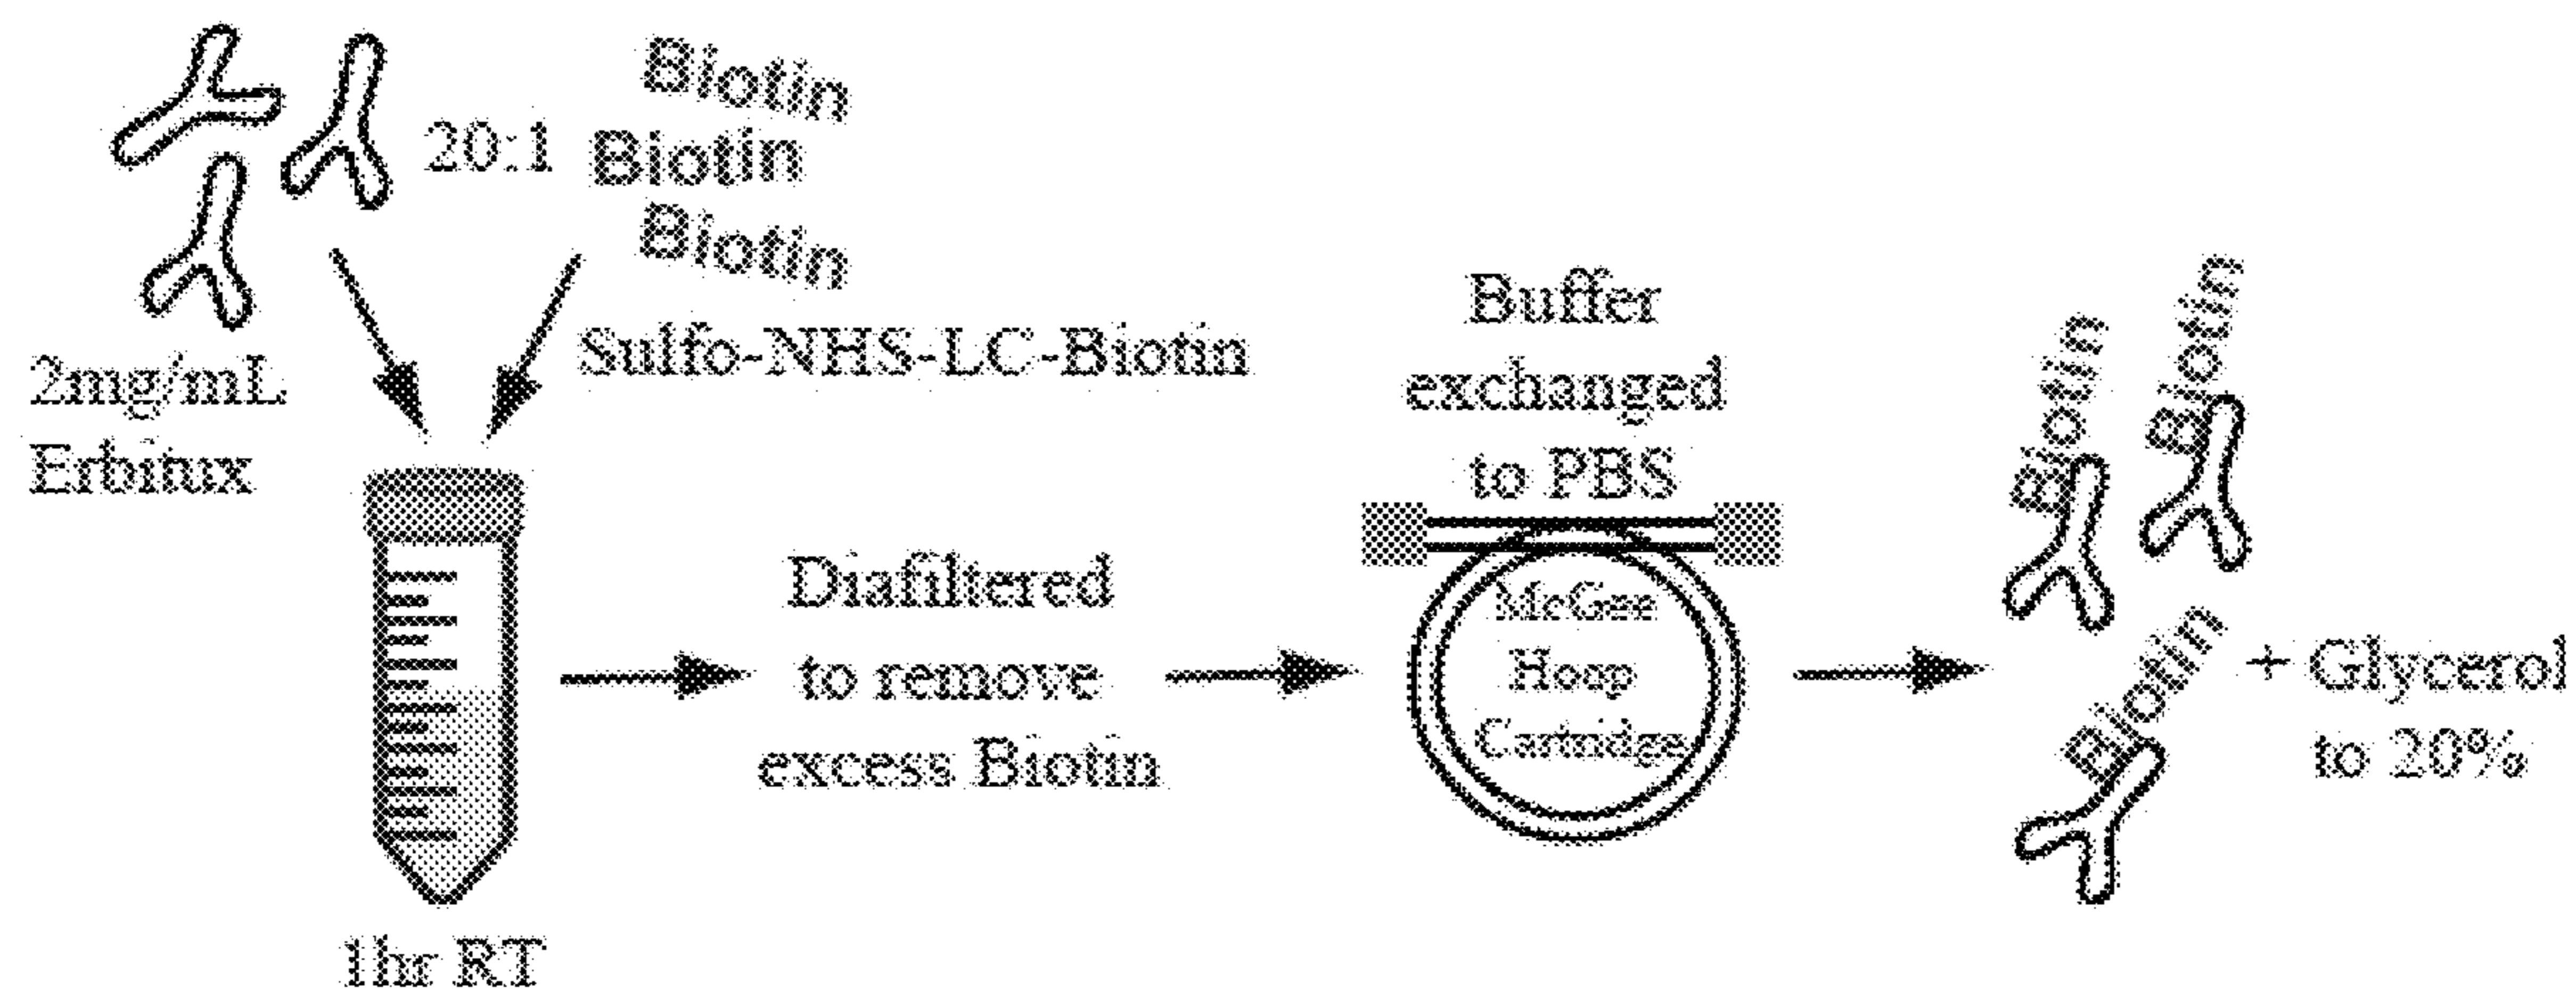 Biotin
20:1 Biotin
Biotin
2mg/mL
Erbitux
Sulfo-NHS-LC-Biotin
1hr RT
Diafiltered
to remove
excess Biotin
Buffer
exchanged
to PBS
McGee
Hoop
Cartridge
Biotin
Biotin
Biotin
+ Glycerol
to 20%